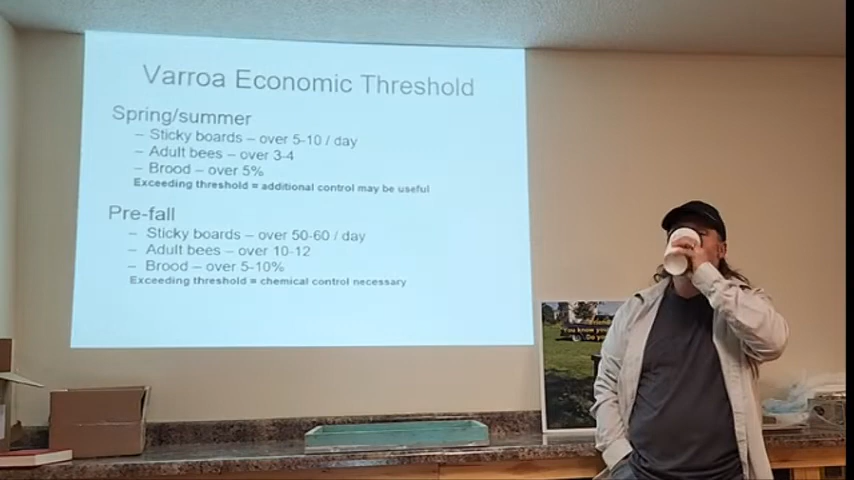 Varroa Economic Threshold
Spring/summer
– Sticky boards – over 5-10 / day
– Adult bees – over 3-4
– Brood – over 5%
Exceeding threshold = additional control may be useful
Pre-fall
– Sticky boards – over 50-60 / day
– Adult bees – over 10-12
– Brood – over 5-10%
Exceeding threshold = chemical control necessary